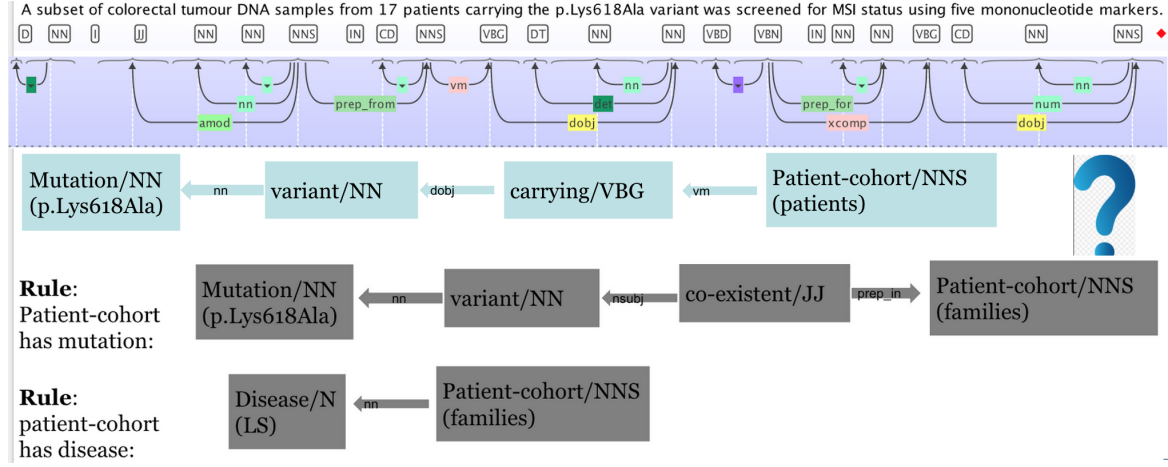 A subset of colorectal tumour DNA samples from 17 patients carrying the p.Lys618Ala variant was screened for MSI status using five mononucleotide markers.
D NN I JJ NN NN NNS IN CD NNS VBG DT NN NN VBD VBN IN NN NN VBG CD NN NNS
vm nn nn
nn prep_from det prep_for num
amod dobj xcomp dobj
Mutation/NN
(p.Lys618Ala)
nn
variant/NN
dobj
carrying/VBG
vm
Patient-cohort/NNS
(patients)
?
Rule:
Patient-cohort
has mutation:
Mutation/NN
(p.Lys618Ala)
nn
variant/NN
nsubj
co-existent/JJ
prep_in
Patient-cohort/NNS
(families)
Rule:
patient-cohort
has disease:
Disease/N
(LS)
nn
Patient-cohort/NNS
(families)